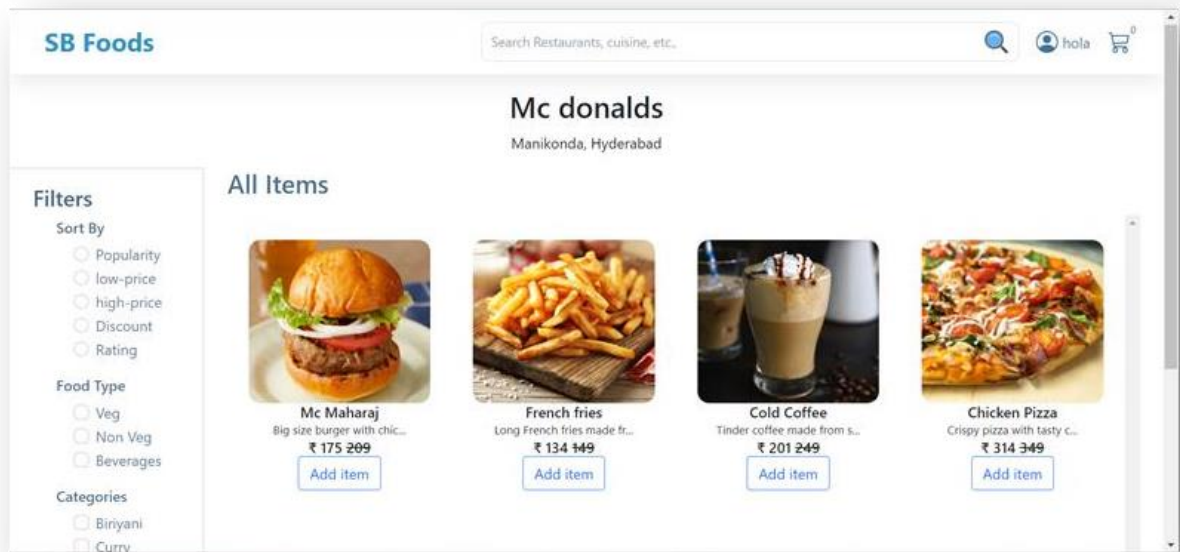 SB Foods
Search Restaurants, cuisine, etc.,
hola
0
Mc donalds
Manikonda, Hyderabad
Filters
Sort By
Popularity
low-price
high-price
Discount
Rating
Food Type
Veg
Non Veg
Beverages
Categories
Biriyani
Curry
All Items
Mc Maharaj
Big size burger with chic...
₹ 175 209
Add item
French fries
Long French fries made fr...
₹ 134 149
Add item
Cold Coffee
Tinder coffee made from s...
₹ 201 249
Add item
Chicken Pizza
Crispy pizza with tasty c...
₹ 314 349
Add item